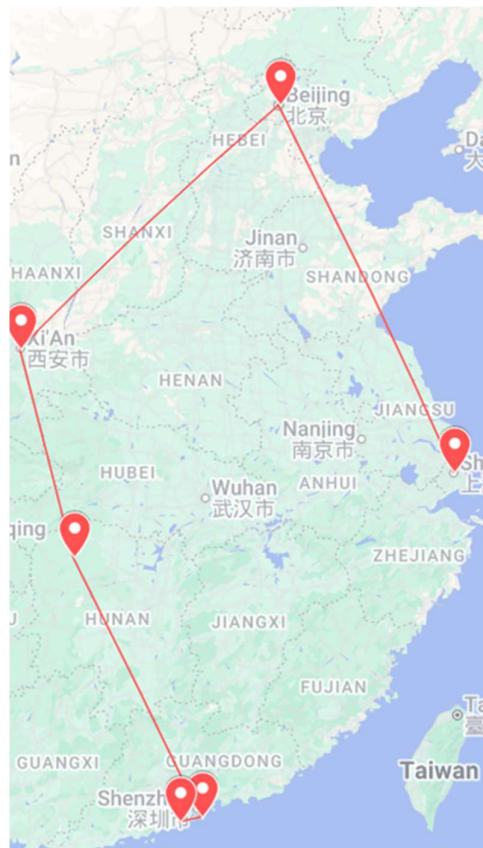 Beijing
北京
HEBEI
Jinan
济南市
SHANXI
SHANDONG
Xi'An
西安市
HENAN
JIANGSU
Nanjing
南京市
ANHUI
HUBEI
Wuhan
武汉市
ZHEJIANG
HUNAN
JIANGXI
FUJIAN
GUANGXI
GUANGDONG
Taiwan
深圳市